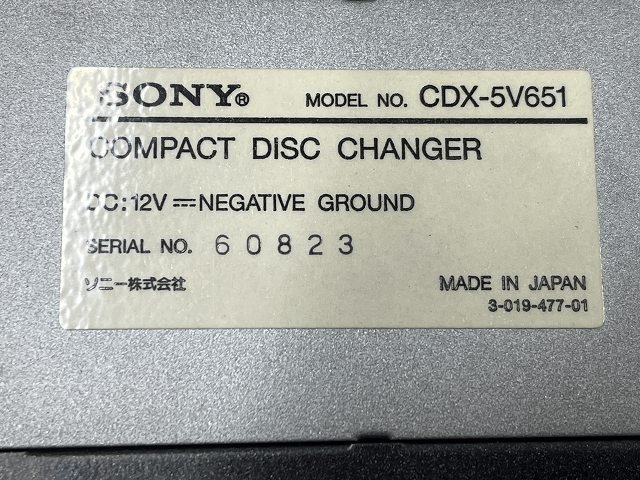 SONY® MODEL NO. CDX-5V651
COMPACT DISC CHANGER
DC:12V ⎓ NEGATIVE GROUND
SERIAL NO. 60823
ソニー株式会社 MADE IN JAPAN
3-019-477-01